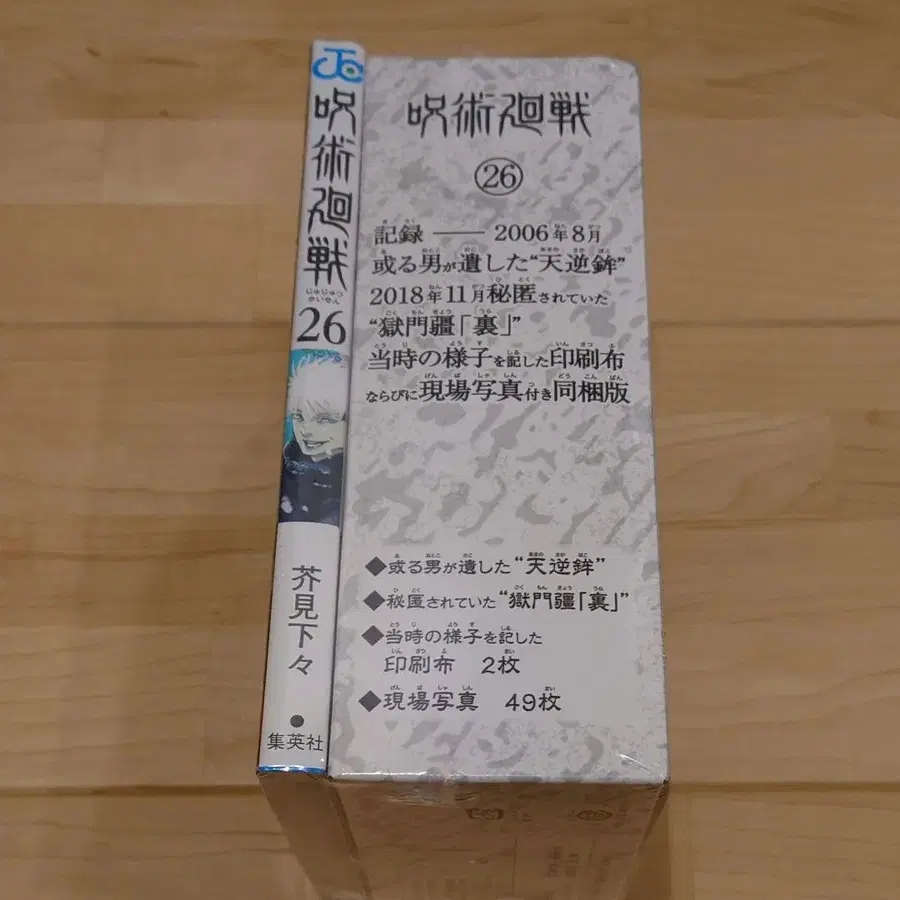 呪術廻戦
じゅじゅつ
かいせん
26
芥見下々
集英社
呪術廻戦
26
記録 —— 2006年8月
或る男が遺した“天逆鉾”
2018年11月秘匿されていた
“獄門疆「裏」”
当時の様子を記した印刷布
ならびに現場写真付き同梱版
◆或る男が遺した“天逆鉾”
◆秘匿されていた“獄門疆「裏」”
◆当時の様子を記した
印刷布 2枚
◆現場写真 49枚